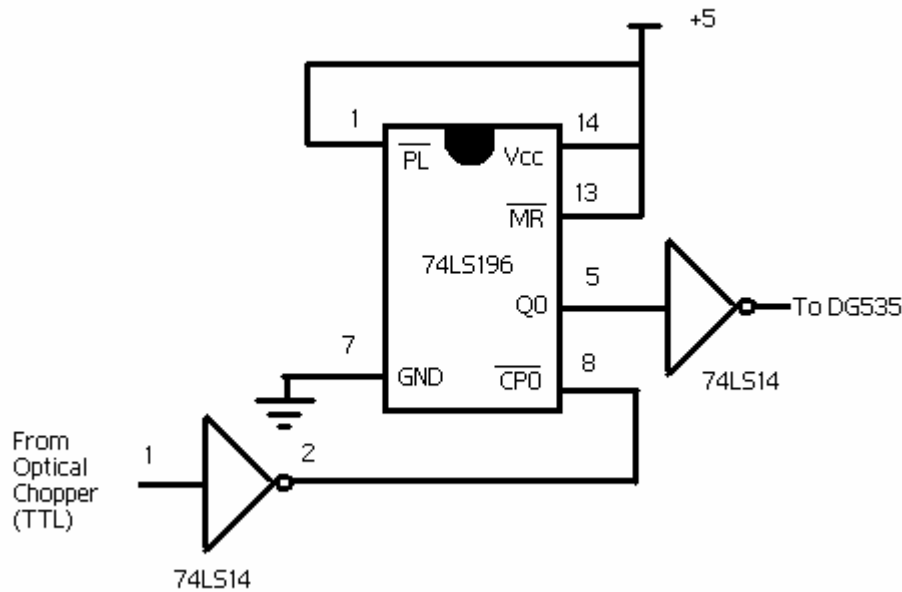 +5
1
14
PL
Vcc
13
MR
74LS196
5
Q0
To DG535
7
8
GND
CP0
74LS14
From
Optical
Chopper
(TTL)
1
2
74LS14